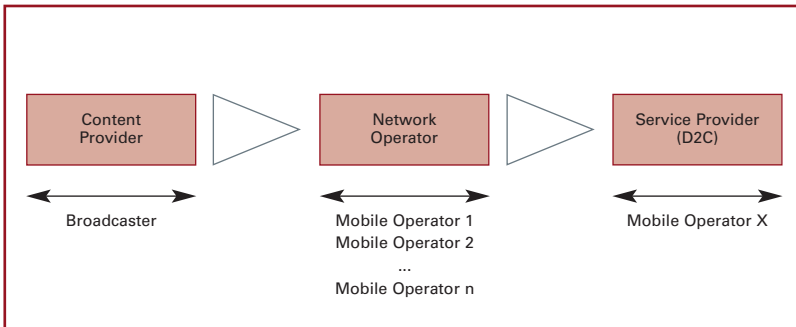 Content
Provider
Network
Operator
Service Provider
(D2C)
Broadcaster
Mobile Operator 1
Mobile Operator 2
...
Mobile Operator n
Mobile Operator X